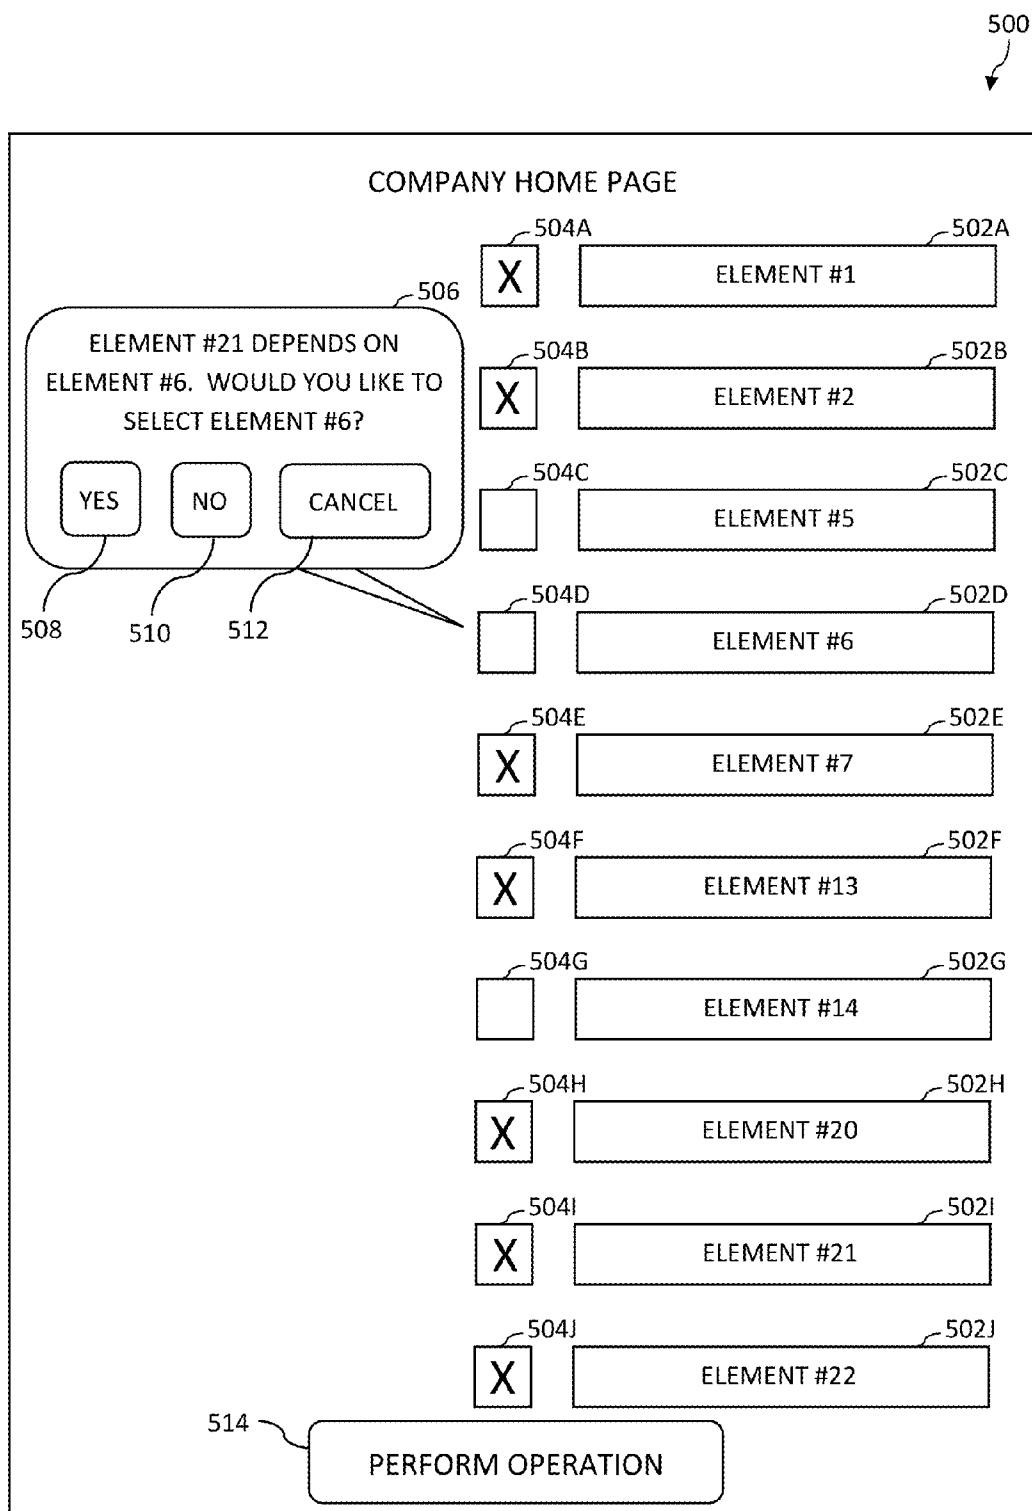 500
COMPANY HOME PAGE
504A
502A
X
ELEMENT #1
506
ELEMENT #21 DEPENDS ON
ELEMENT #6.  WOULD YOU LIKE TO
SELECT ELEMENT #6?
YES
NO
CANCEL
508
510
512
504B
502B
X
ELEMENT #2
504C
502C
ELEMENT #5
504D
502D
ELEMENT #6
504E
502E
X
ELEMENT #7
504F
502F
X
ELEMENT #13
504G
502G
ELEMENT #14
504H
502H
X
ELEMENT #20
504I
502I
X
ELEMENT #21
504J
502J
X
ELEMENT #22
514
PERFORM OPERATION